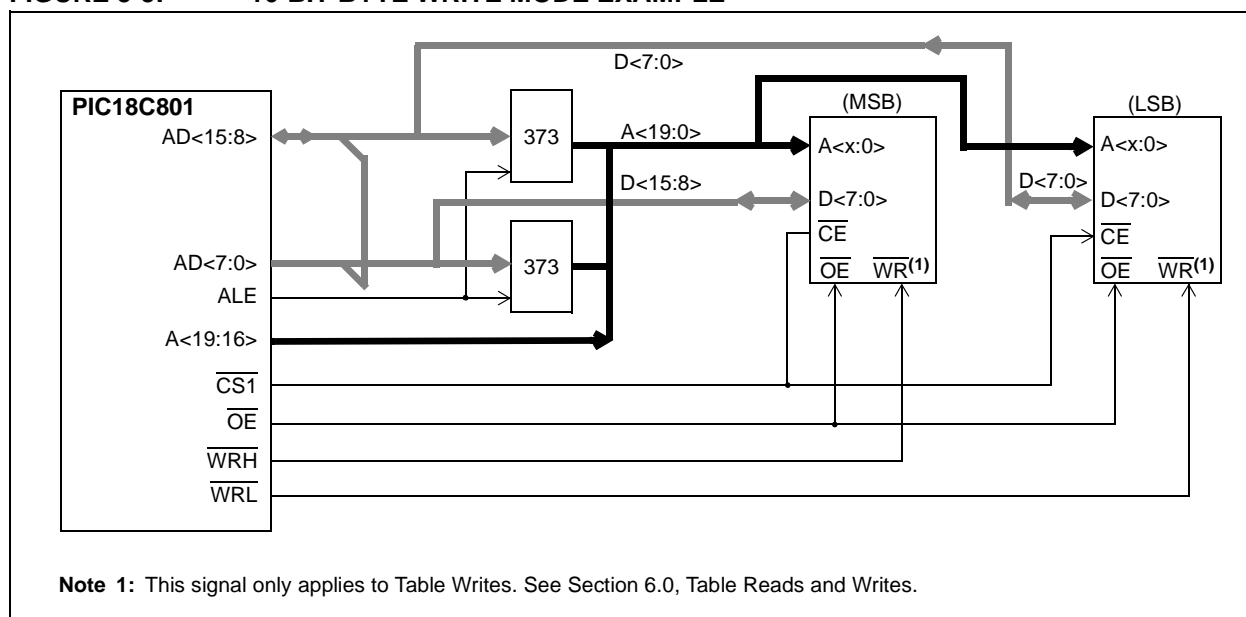 D<7:0>
PIC18C801
(MSB)
(LSB)
AD<15:8>
373
A<19:0>
A<x:0>
A<x:0>
D<15:8>
D<7:0>
D<7:0>
D<7:0>
CE
CE
AD<7:0>
373
OE
WR(1)
OE
WR(1)
ALE
A<19:16>
CS1
OE
WRH
WRL
Note 1: This signal only applies to Table Writes. See Section 6.0, Table Reads and Writes.